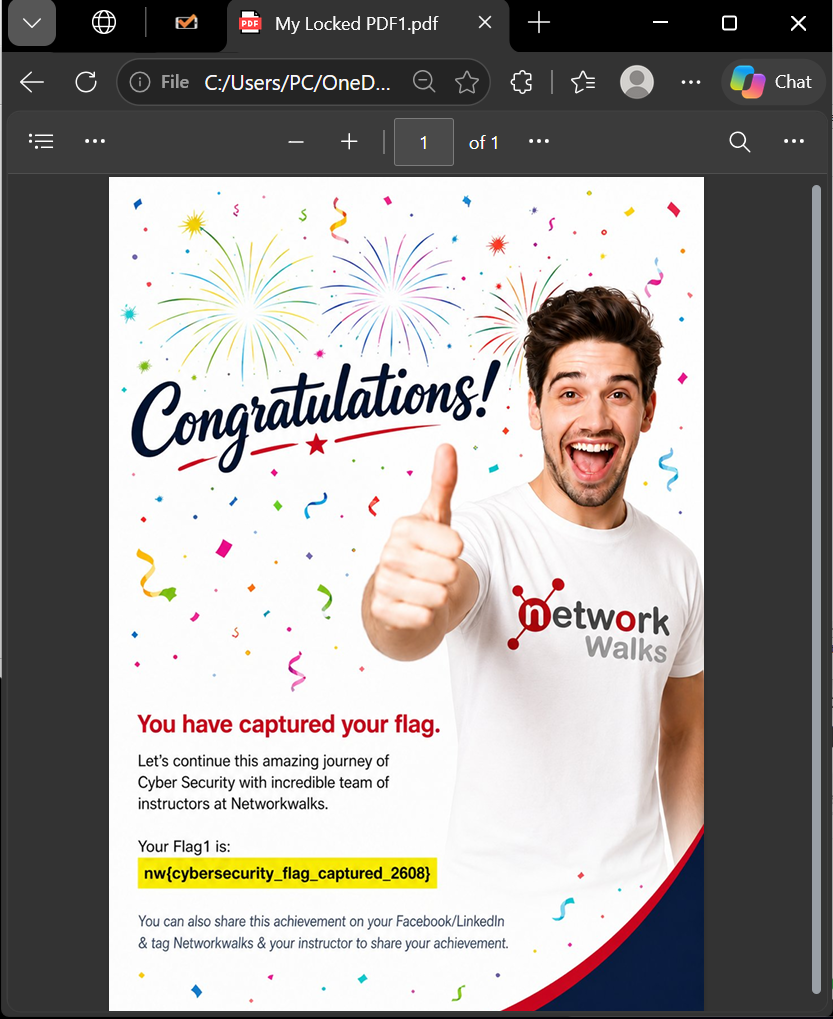 My Locked PDF1.pdf
File C:/Users/PC/OneD...
Chat
1 of 1
Congratulations!
network
Walks
You have captured your flag.
Let's continue this amazing journey of
Cyber Security with incredible team of
instructors at Networkwalks.
Your Flag1 is:
nw{cybersecurity_flag_captured_2608}
You can also share this achievement on your Facebook/LinkedIn
& tag Networkwalks & your instructor to share your achievement.